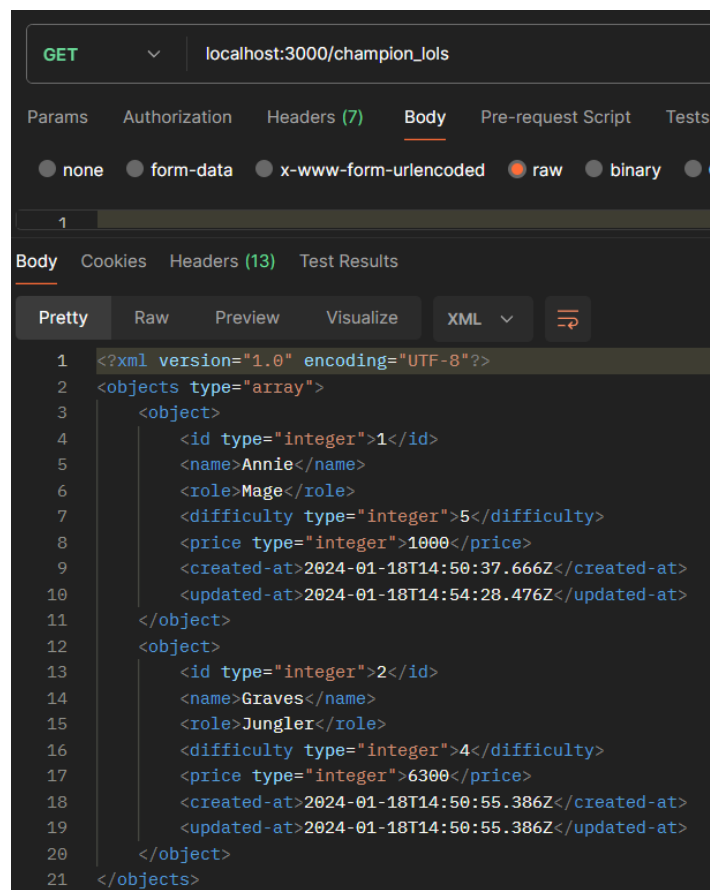 GET localhost:3000/champion_lols
Params Authorization Headers (7) Body Pre-request Script Tests
none form-data x-www-form-urlencoded raw binary
1
Body Cookies Headers (13) Test Results
Pretty Raw Preview Visualize XML
1 <?xml version="1.0" encoding="UTF-8"?>
2 <objects type="array">
3 <object>
4 <id type="integer">1</id>
5 <name>Annie</name>
6 <role>Mage</role>
7 <difficulty type="integer">5</difficulty>
8 <price type="integer">1000</price>
9 <created-at>2024-01-18T14:50:37.666Z</created-at>
10 <updated-at>2024-01-18T14:54:28.476Z</updated-at>
11 </object>
12 <object>
13 <id type="integer">2</id>
14 <name>Graves</name>
15 <role>Jungler</role>
16 <difficulty type="integer">4</difficulty>
17 <price type="integer">6300</price>
18 <created-at>2024-01-18T14:50:55.386Z</created-at>
19 <updated-at>2024-01-18T14:50:55.386Z</updated-at>
20 </object>
21 </objects>